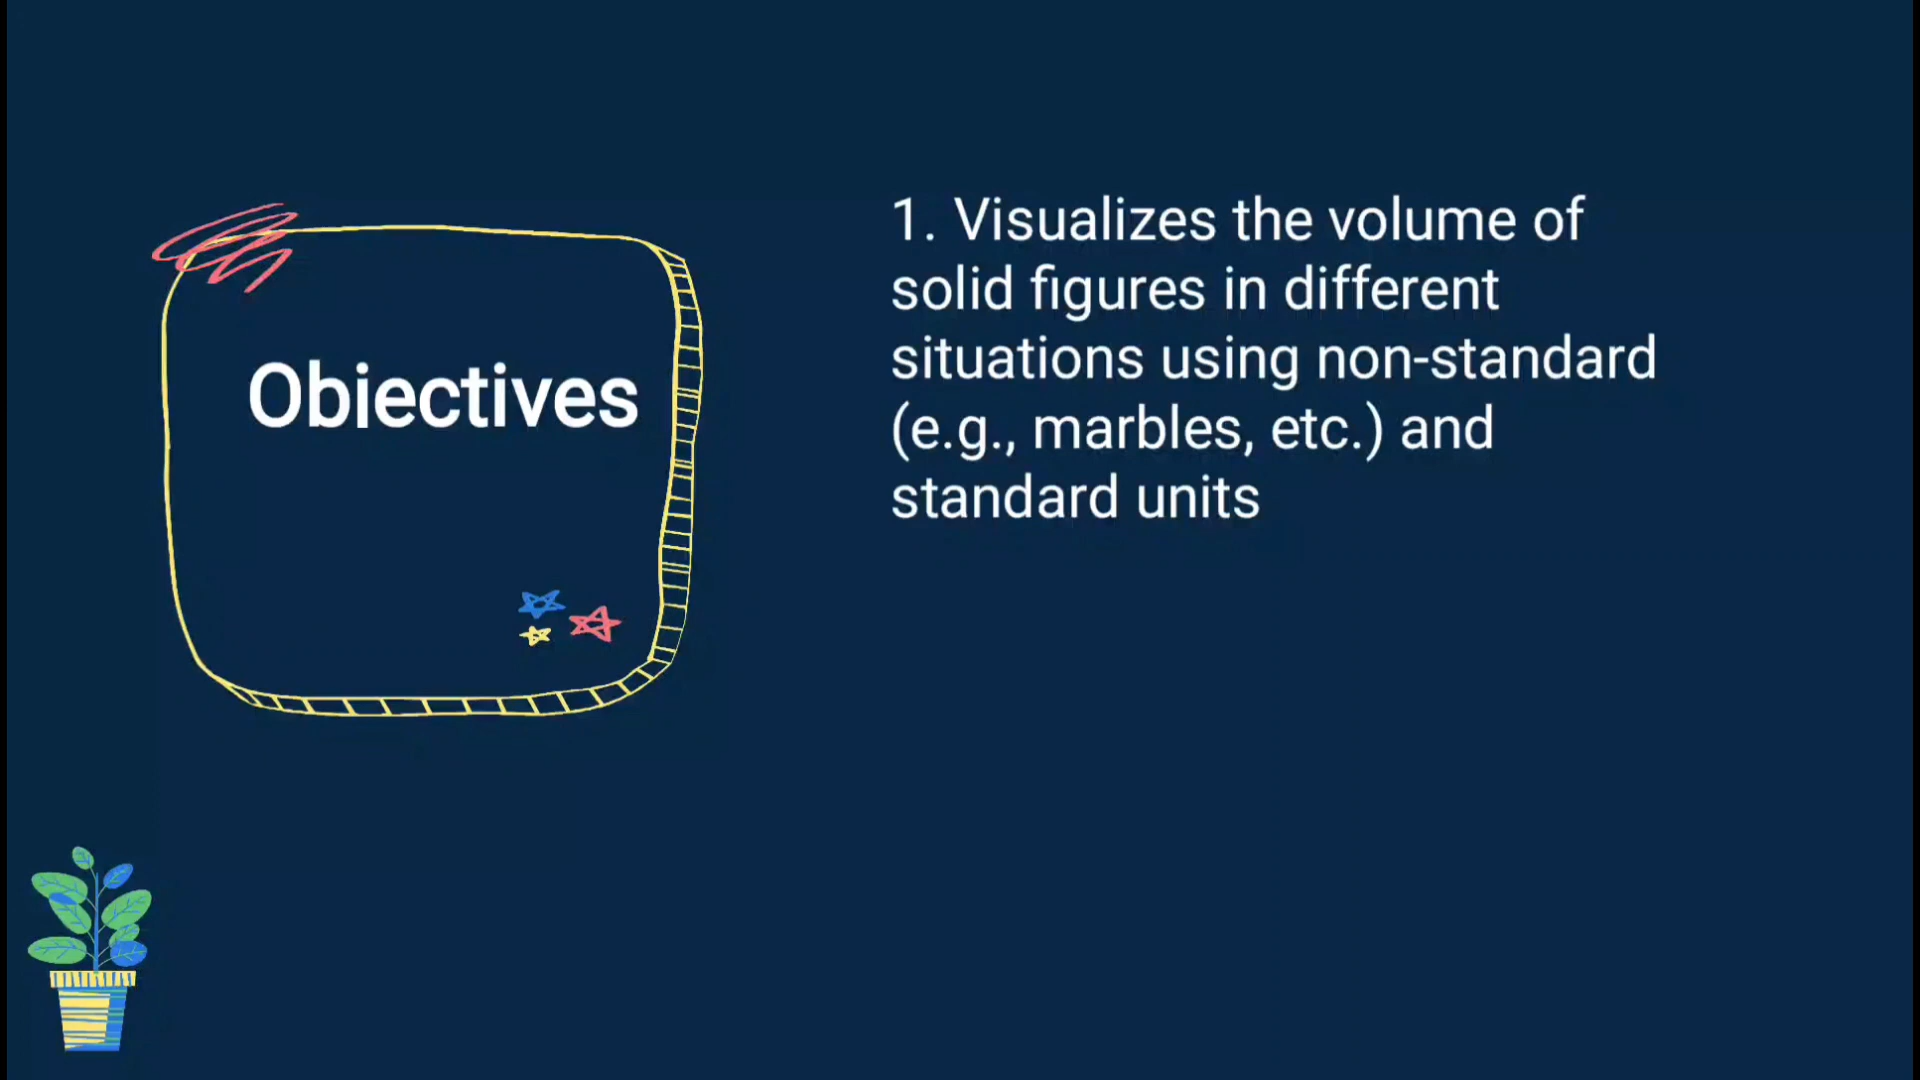 Objectives
1. Visualizes the volume of
solid figures in different
situations using non-standard
(e.g., marbles, etc.) and
standard units